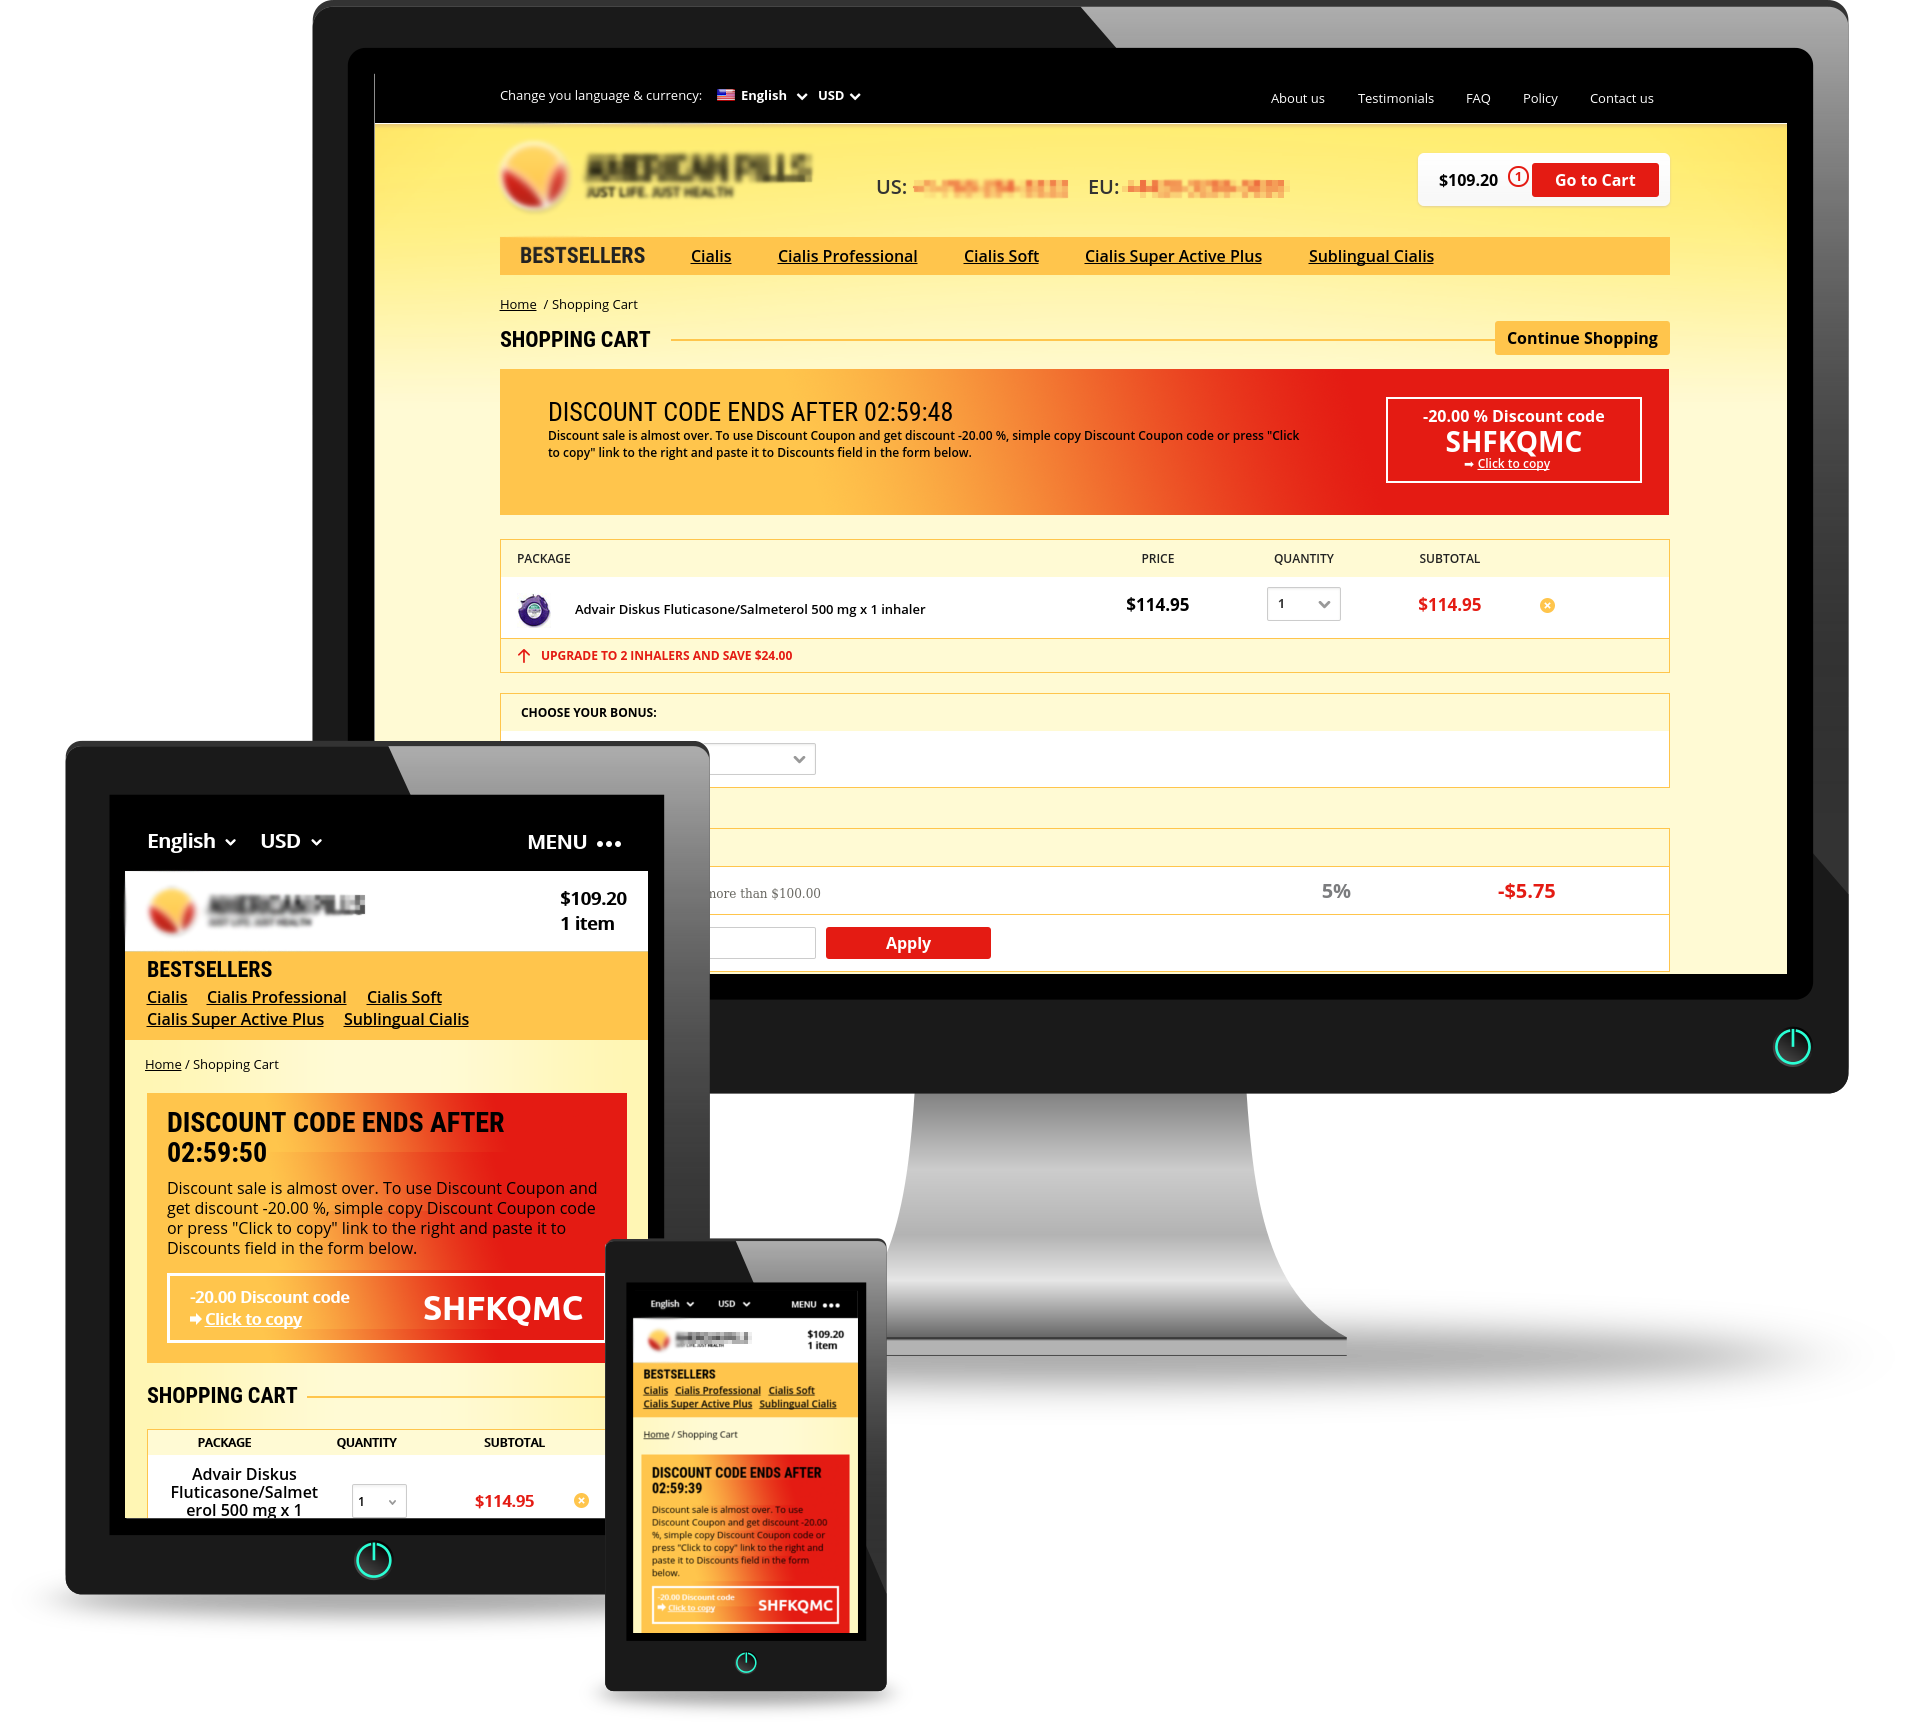 Change you language & currency: English USD
About us Testimonials FAQ Policy Contact us
AMERICAN PILLS
JUST LIFE. JUST HEALTH
US:
EU:
$109.20 1 Go to Cart
BESTSELLERS Cialis Cialis Professional Cialis Soft Cialis Super Active Plus Sublingual Cialis
Home / Shopping Cart
SHOPPING CART
Continue Shopping
DISCOUNT CODE ENDS AFTER 02:59:48
Discount sale is almost over. To use Discount Coupon and get discount -20.00 %, simple copy Discount Coupon code or press "Click
to copy" link to the right and paste it to Discounts field in the form below.
-20.00 % Discount code
SHFKQMC
➡ Click to copy
PACKAGE PRICE QUANTITY SUBTOTAL
Advair Diskus Fluticasone/Salmeterol 500 mg x 1 inhaler $114.95 1 $114.95
UPGRADE TO 2 INHALERS AND SAVE $24.00
CHOOSE YOUR BONUS:
more than $100.00 5% -$5.75
Apply
English USD MENU •••
AMERICAN PILLS
JUST LIFE. JUST HEALTH
$109.20
1 item
BESTSELLERS
Cialis Cialis Professional Cialis Soft
Cialis Super Active Plus Sublingual Cialis
Home / Shopping Cart
DISCOUNT CODE ENDS AFTER
02:59:50
Discount sale is almost over. To use Discount Coupon and
get discount -20.00 %, simple copy Discount Coupon code
or press "Click to copy" link to the right and paste it to
Discounts field in the form below.
-20.00 Discount code
➡ Click to copy
SHFKQMC
SHOPPING CART
PACKAGE QUANTITY SUBTOTAL
Advair Diskus
Fluticasone/Salmet
erol 500 mg x 1
1 $114.95
English USD MENU •••
AMERICAN PILLS
JUST LIFE. JUST HEALTH
$109.20
1 item
BESTSELLERS
Cialis Cialis Professional Cialis Soft
Cialis Super Active Plus Sublingual Cialis
Home / Shopping Cart
DISCOUNT CODE ENDS AFTER
02:59:39
Discount sale is almost over. To use
Discount Coupon and get discount -20.00
%, simple copy Discount Coupon code or
press "Click to copy" link to the right and
paste it to Discounts field in the form
below.
-20.00 Discount code
➡ Click to copy
SHFKQMC